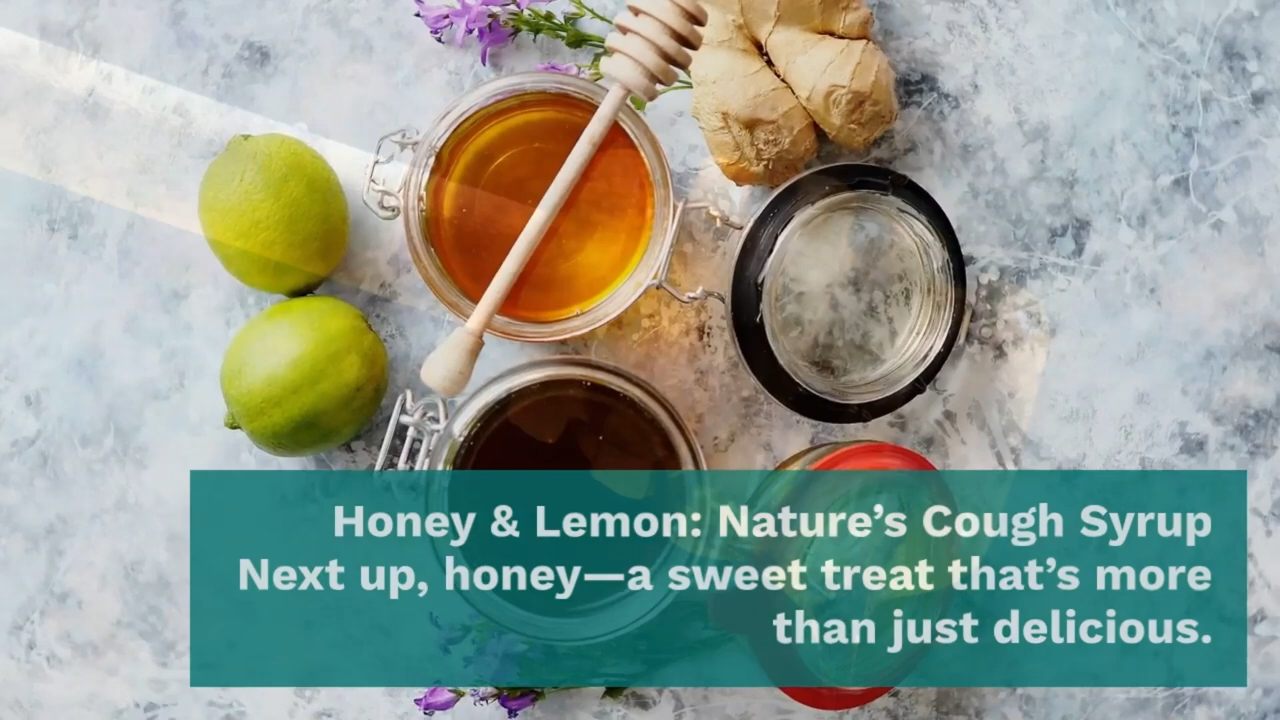 Honey & Lemon: Nature’s Cough Syrup
Next up, honey—a sweet treat that’s more
than just delicious.